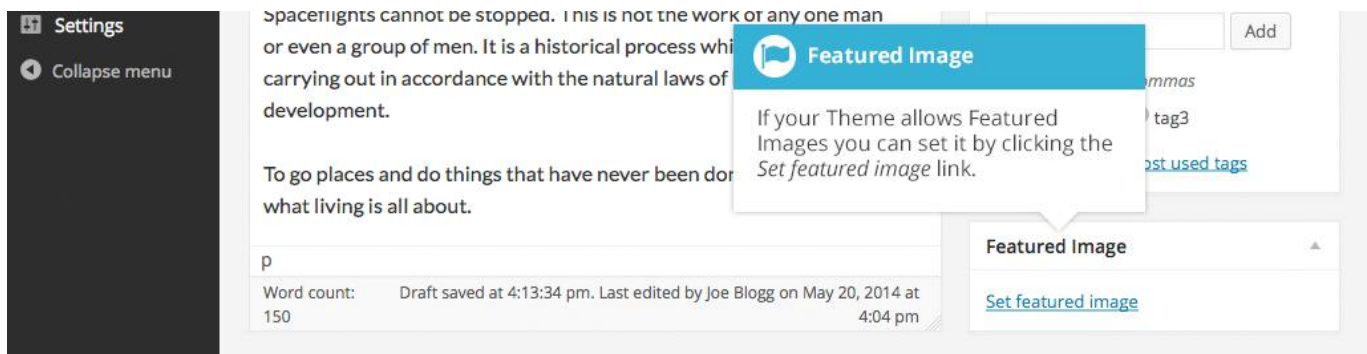 Settings
Collapse menu
Spaceflights cannot be stopped. This is not the work of any one man
or even a group of men. It is a historical process
carrying out in accordance with the natural laws of
development.
To go places and do things that have never been
what living is all about.
p
Word count: 150
Draft saved at 4:13:34 pm. Last edited by Joe Blogg on May 20, 2014 at
4:04 pm
Featured Image
If your Theme allows Featured
Images you can set it by clicking the
Set featured image link.
Add
tag3
used tags
Featured Image
Set featured image